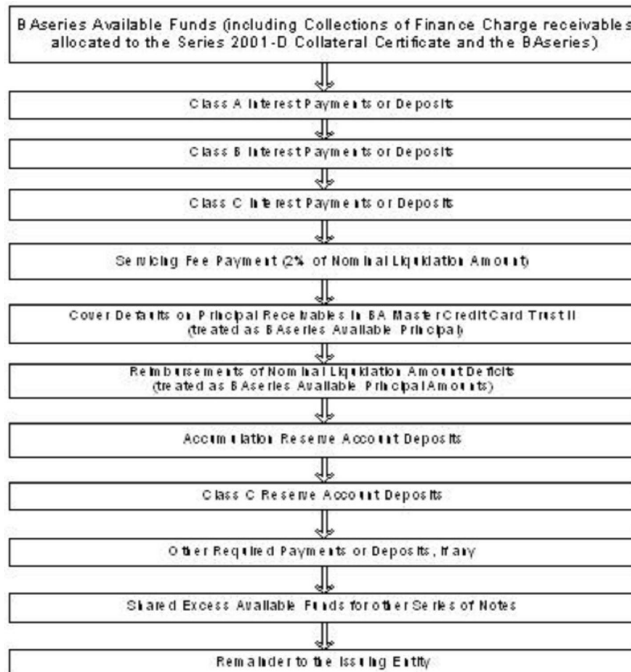 BAseries Available Funds (including Collections of Finance Charge receivables
allocated to the Series 2001-D Collateral Certificate and the BAseries)
Class A Interest Payments or Deposits
Class B Interest Payments or Deposits
Class C Interest Payments or Deposits
Servicing Fee Payment (2% of Nominal Liquidation Amount)
Cover Defaults on Principal Receivables in BA Master Credit Card Trust II
(treated as BAseries Available Principal)
Reimbursements of Nominal Liquidation Amount Deficits
(treated as BAseries Available Principal Amounts)
Accumulation Reserve Account Deposits
Class C Reserve Account Deposits
Other Required Payments or Deposits, if any
Shared Excess Available Funds for other Series of Notes
Remainder to the Issuing Entity